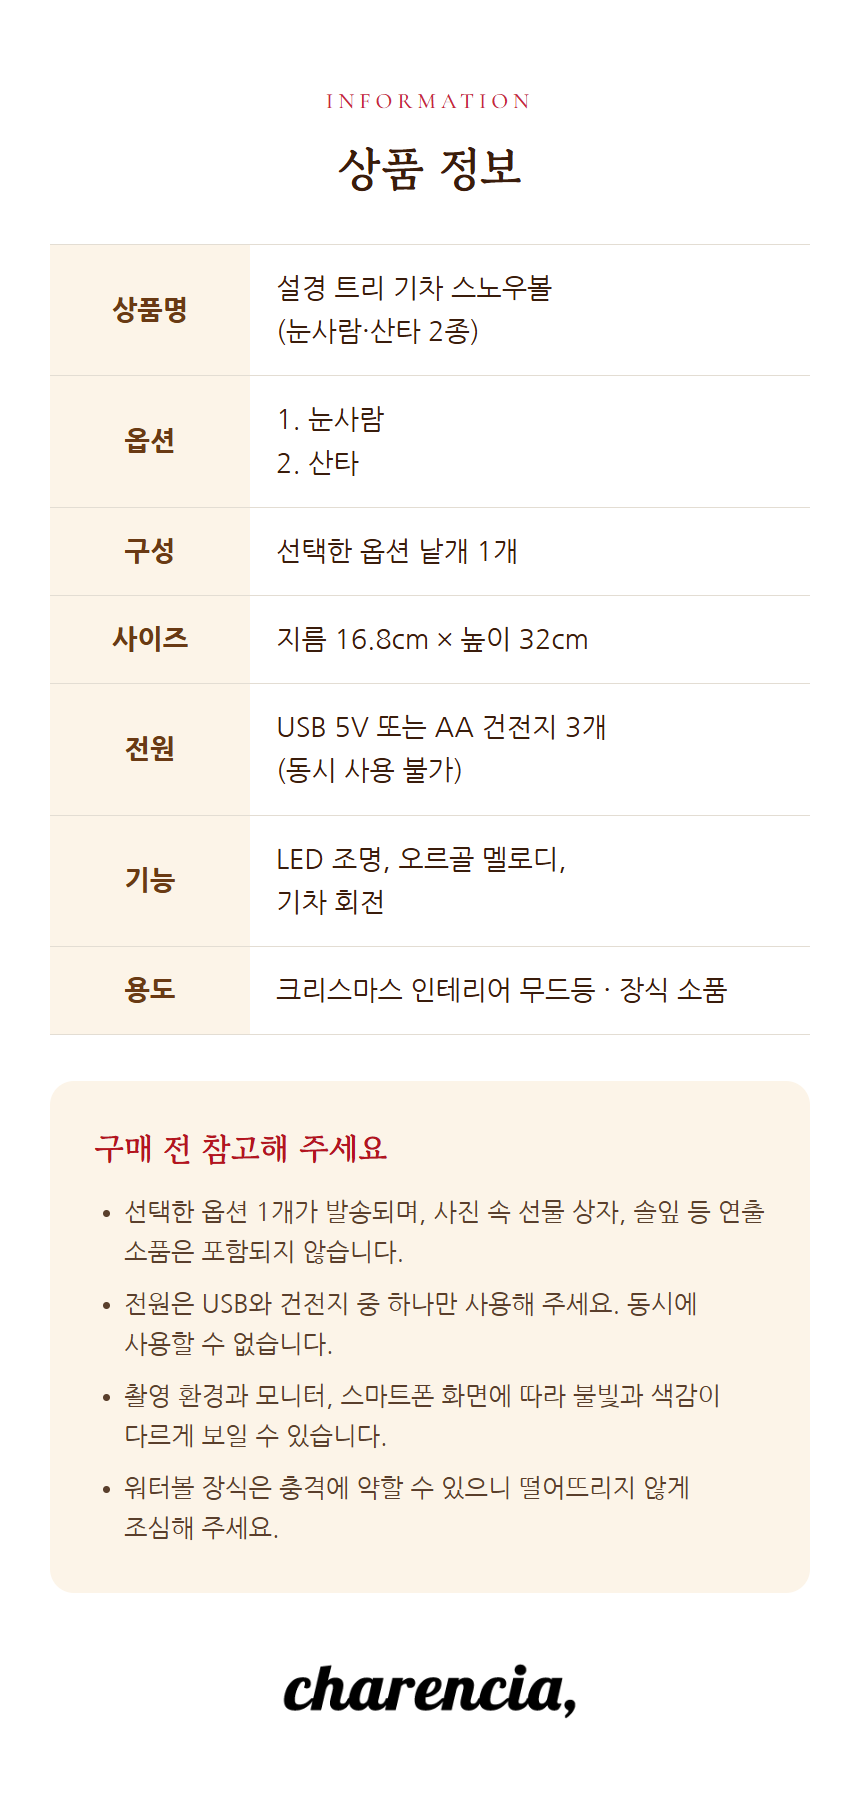 INFORMATION
상품 정보
상품명
설경 트리 기차 스노우볼
(눈사람·산타 2종)
옵션
1. 눈사람
2. 산타
구성
선택한 옵션 낱개 1개
사이즈
지름 16.8cm × 높이 32cm
전원
USB 5V 또는 AA 건전지 3개
(동시 사용 불가)
기능
LED 조명, 오르골 멜로디,
기차 회전
용도
크리스마스 인테리어 무드등 · 장식 소품
구매 전 참고해 주세요
• 선택한 옵션 1개가 발송되며, 사진 속 선물 상자, 솔잎 등 연출
소품은 포함되지 않습니다.
• 전원은 USB와 건전지 중 하나만 사용해 주세요. 동시에
사용할 수 없습니다.
• 촬영 환경과 모니터, 스마트폰 화면에 따라 불빛과 색감이
다르게 보일 수 있습니다.
• 워터볼 장식은 충격에 약할 수 있으니 떨어뜨리지 않게
조심해 주세요.
charencia,